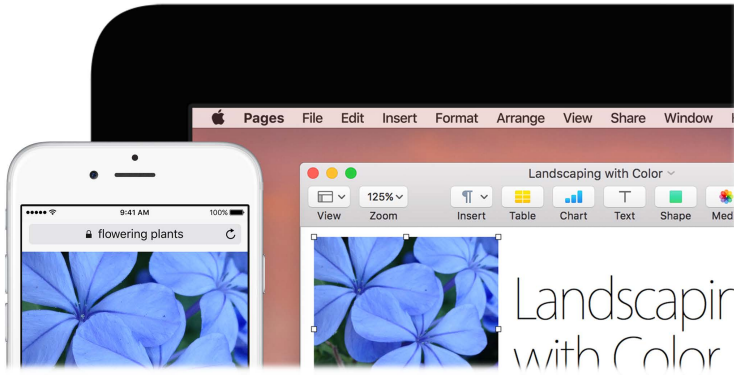 Pages File Edit Insert Format Arrange View Share Window
Landscaping with Color
125%
View Zoom Insert Table Chart Text Shape Med
9:41 AM 100%
flowering plants
Landscapin
with Color